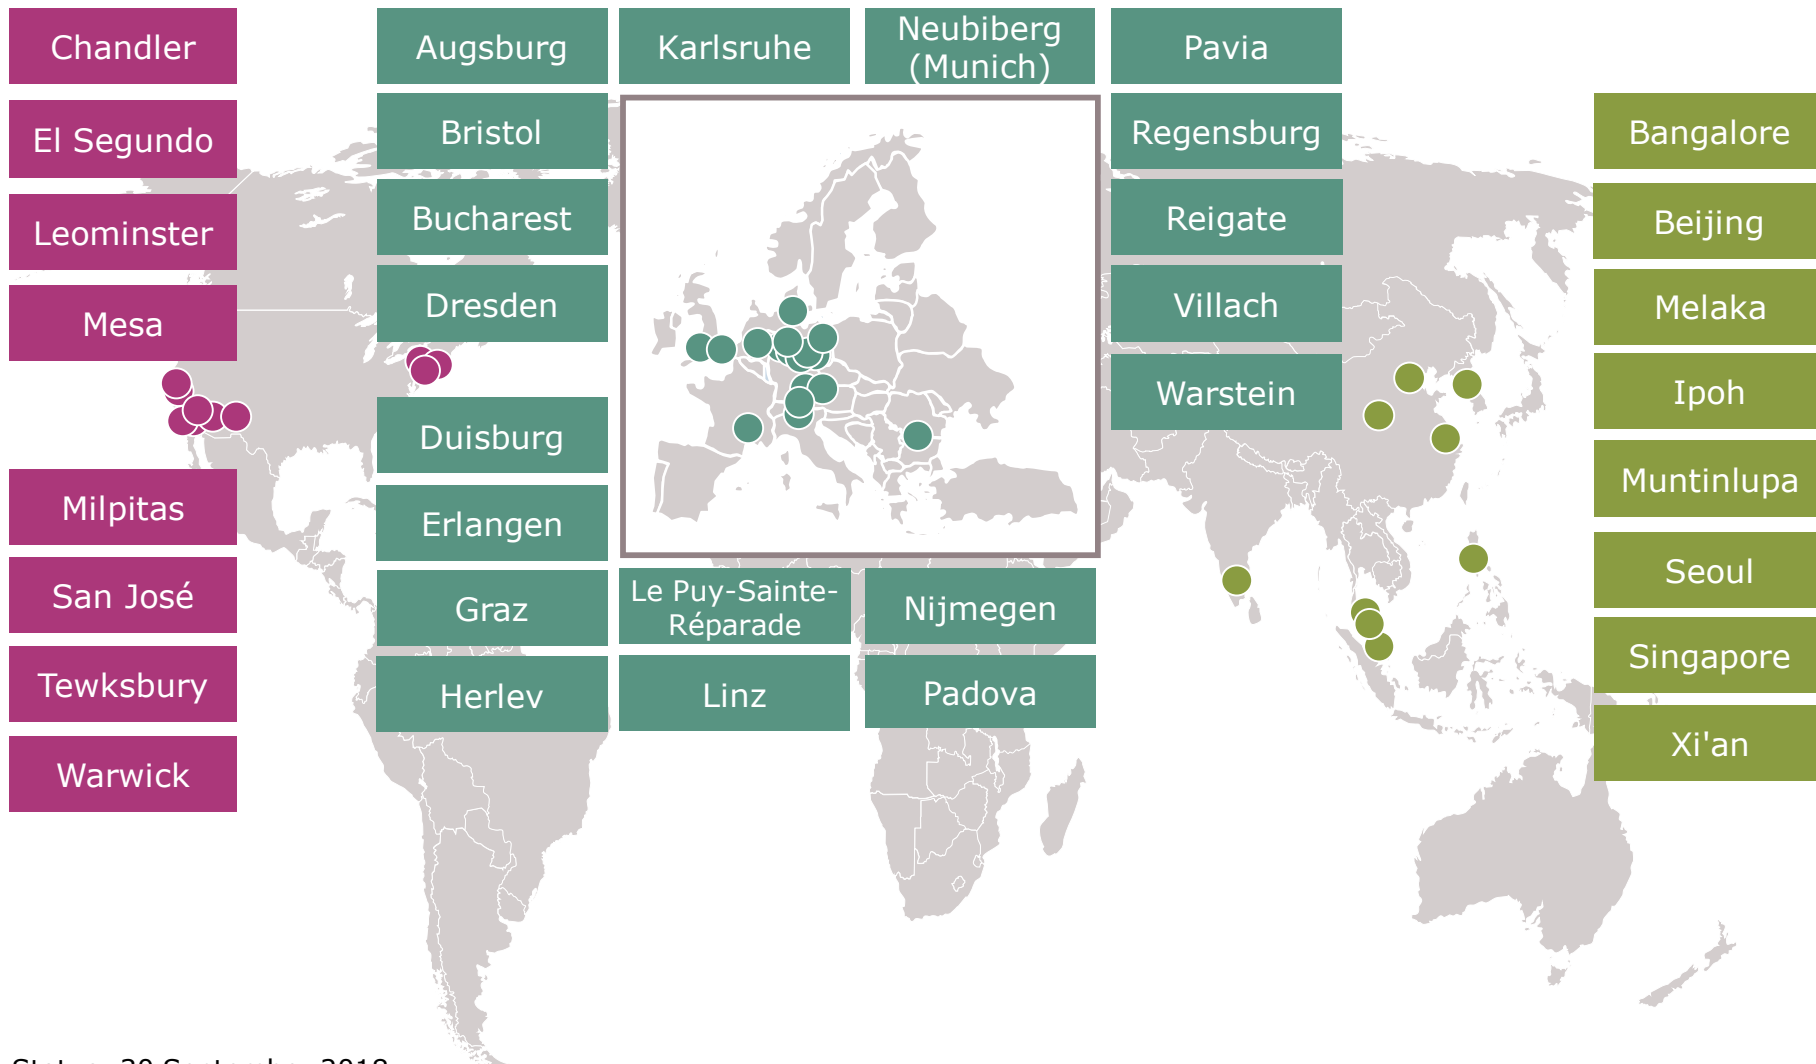 Chandler
El Segundo
Leominster
Mesa
Milpitas
San José
Tewksbury
Warwick
Augsburg
Bristol
Bucharest
Dresden
Duisburg
Erlangen
Graz
Herlev
Karlsruhe
Le Puy-Sainte-
Réparade
Linz
Neubiberg
(Munich)
Nijmegen
Padova
Pavia
Regensburg
Reigate
Villach
Warstein
Bangalore
Beijing
Melaka
Ipoh
Muntinlupa
Seoul
Singapore
Xi'an
September 2018